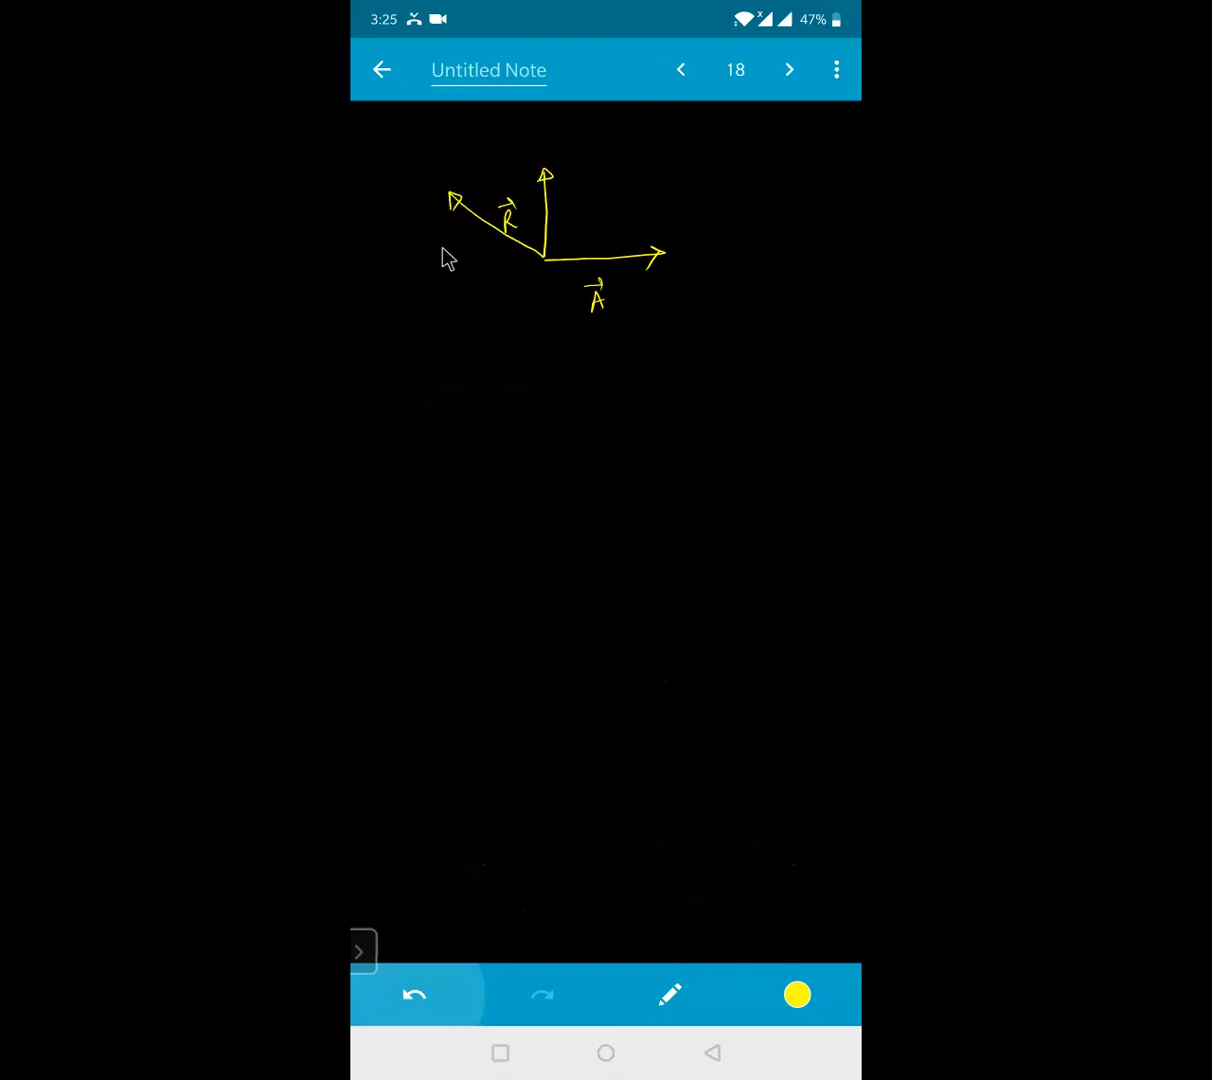 3:25 x 47%
Untitled Note 18
R⃗
A⃗